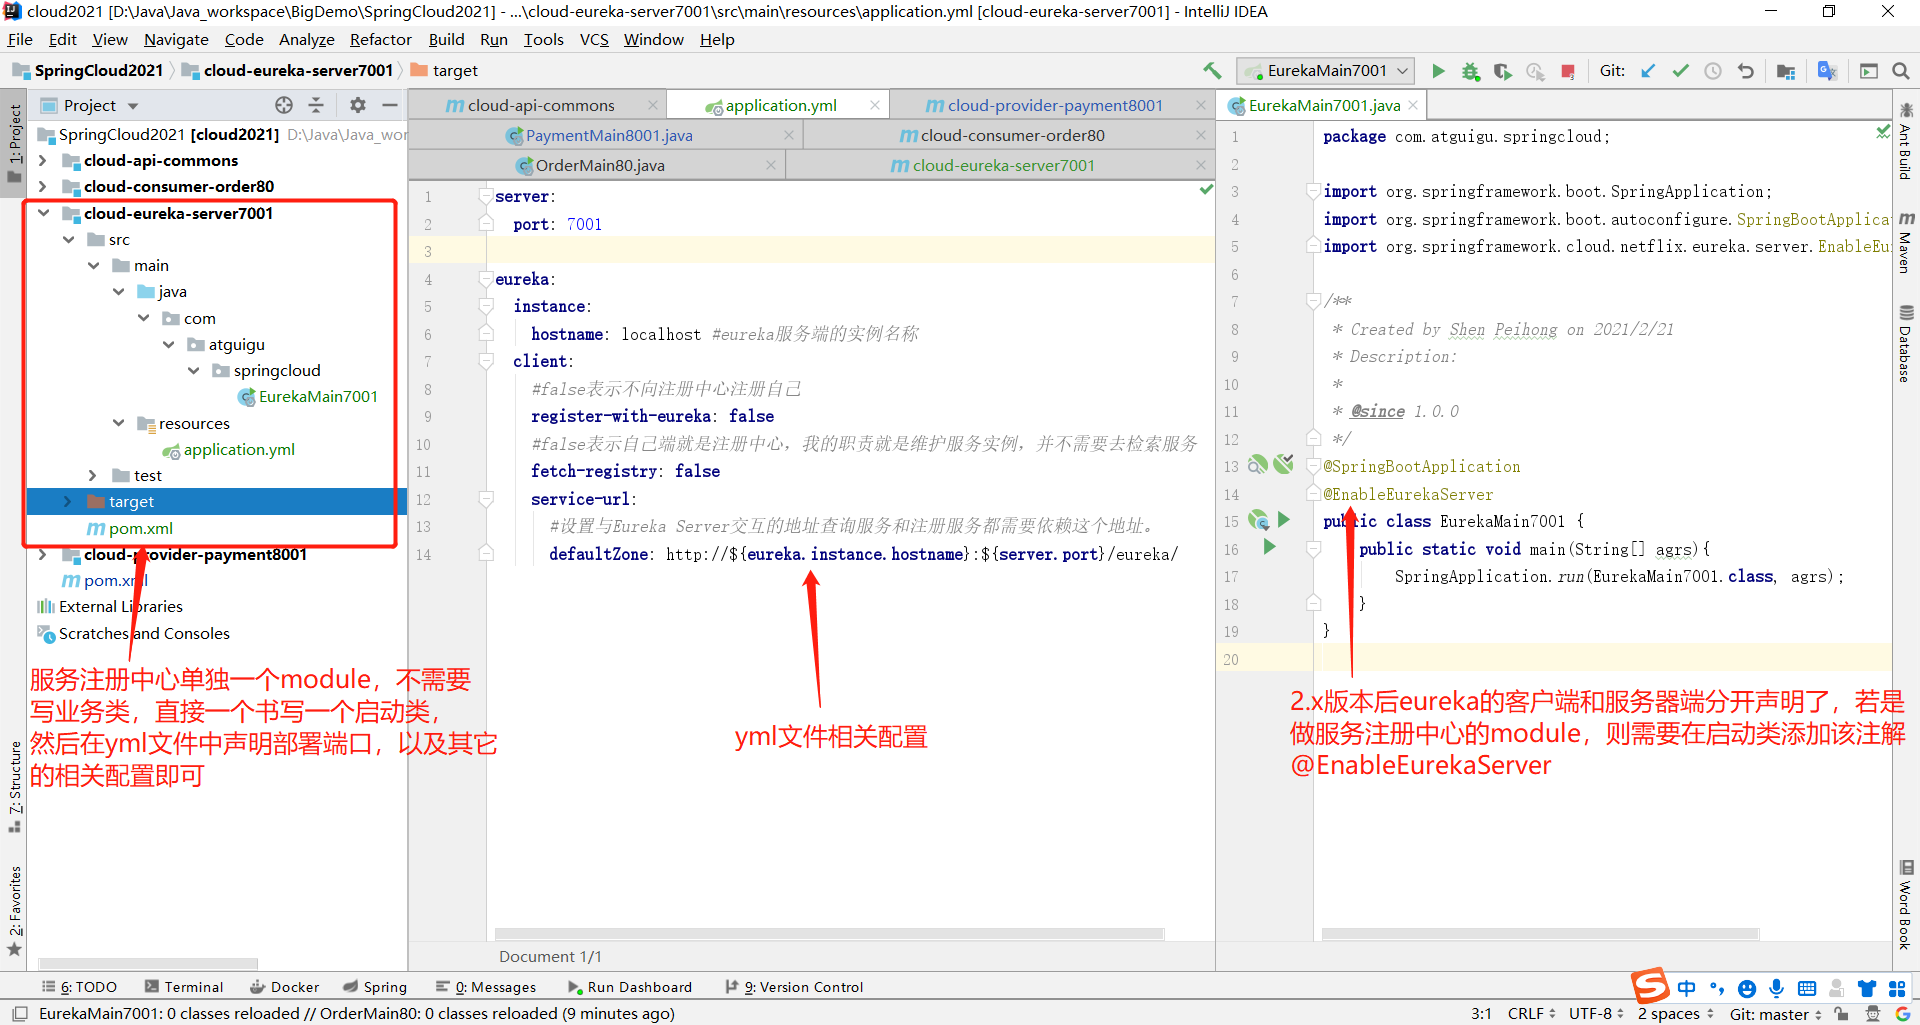 cloud2021 [D:\Java\Java_workspace\BigDemo\SpringCloud2021] - ...\cloud-eureka-server7001\src\main\resources\application.yml [cloud-eureka-server7001] - IntelliJ IDEA
File Edit View Navigate Code Analyze Refactor Build Run Tools VCS Window Help
SpringCloud2021 cloud-eureka-server7001 target
EurekaMain7001 Git:
1: Project
7: Structure
2: Favorites
Project
SpringCloud2021 [cloud2021] D:\Java\Java_wor
cloud-api-commons
cloud-consumer-order80
cloud-eureka-server7001
src
main
java
com
atguigu
springcloud
EurekaMain7001
resources
application.yml
test
target
pom.xml
cloud-provider-payment8001
pom.xml
External Libraries
Scratches and Consoles
服务注册中心单独一个module，不需要
写业务类，直接一个书写一个启动类，
然后在yml文件中声明部署端口，以及其它
的相关配置即可
cloud-api-commons application.yml cloud-provider-payment8001
PaymentMain8001.java cloud-consumer-order80
OrderMain80.java cloud-eureka-server7001
1 server:
2 port: 7001
3
4 eureka:
5 instance:
6 hostname: localhost #eureka服务端的实例名称
7 client:
8 #false表示不向注册中心注册自己
9 register-with-eureka: false
10 #false表示自己端就是注册中心，我的职责就是维护服务实例，并不需要去检索服务
11 fetch-registry: false
12 service-url:
13 #设置与Eureka Server交互的地址查询服务和注册服务都需要依赖这个地址。
14 defaultZone: http://${eureka.instance.hostname}:${server.port}/eureka/
yml文件相关配置
Document 1/1
EurekaMain7001.java
1 package com.atguigu.springcloud;
2
3 import org.springframework.boot.SpringApplication;
4 import org.springframework.boot.autoconfigure.SpringBootApplica
5 import org.springframework.cloud.netflix.eureka.server.EnableEu
6
7 /**
8 * Created by Shen Peihong on 2021/2/21
9 * Description:
10 *
11 * @since 1.0.0
12 */
13 @SpringBootApplication
14 @EnableEurekaServer
15 public class EurekaMain7001 {
16 public static void main(String[] agrs){
17 SpringApplication.run(EurekaMain7001.class, agrs);
18 }
19 }
20
2.x版本后eureka的客户端和服务器端分开声明了，若是
做服务注册中心的module，则需要在启动类添加该注解
@EnableEurekaServer
Ant Build
Maven
Database
Word Book
6: TODO Terminal Docker Spring 0: Messages Run Dashboard 9: Version Control
中
EurekaMain7001: 0 classes reloaded // OrderMain80: 0 classes reloaded (9 minutes ago)
3:1 CRLF UTF-8 2 spaces Git: master